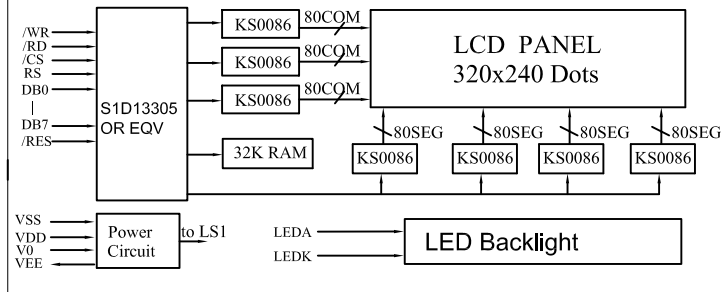 /WR
/RD
/CS
RS
DB0
DB7
/RES
S1D13305
OR EQV
KS0086
80COM
KS0086
80COM
KS0086
80COM
LCD PANEL
320x240 Dots
32K RAM
80SEG
80SEG
80SEG
80SEG
KS0086
KS0086
KS0086
KS0086
VSS
VDD
V0
VEE
Power
Circuit
to LS1
LEDA
LEDK
LED Backlight